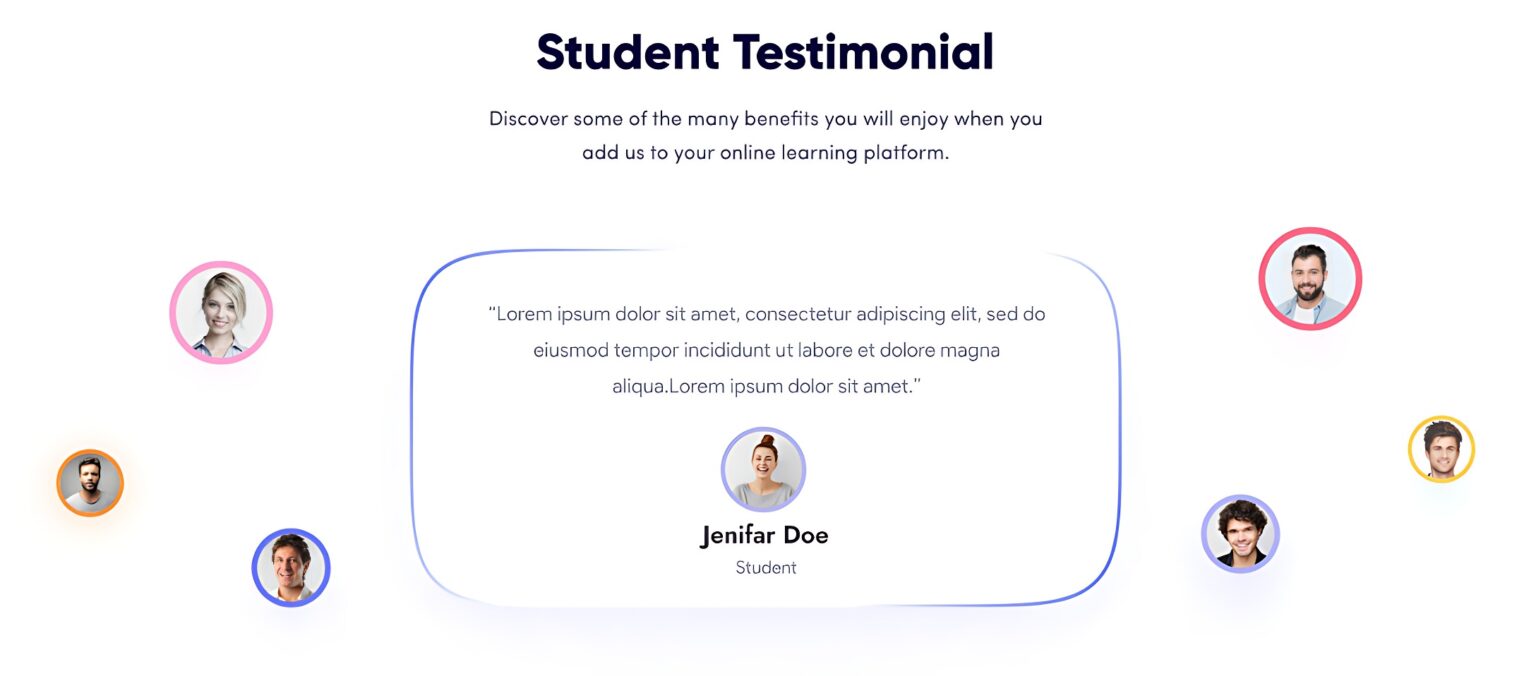 Student Testimonial
Discover some of the many benefits you will enjoy when you
add us to your online learning platform.
"Lorem ipsum dolor sit amet, consectetur adipiscing elit, sed do
eiusmod tempor incididunt ut labore et dolore magna
aliqua.Lorem ipsum dolor sit amet."
Jenifar Doe
Student